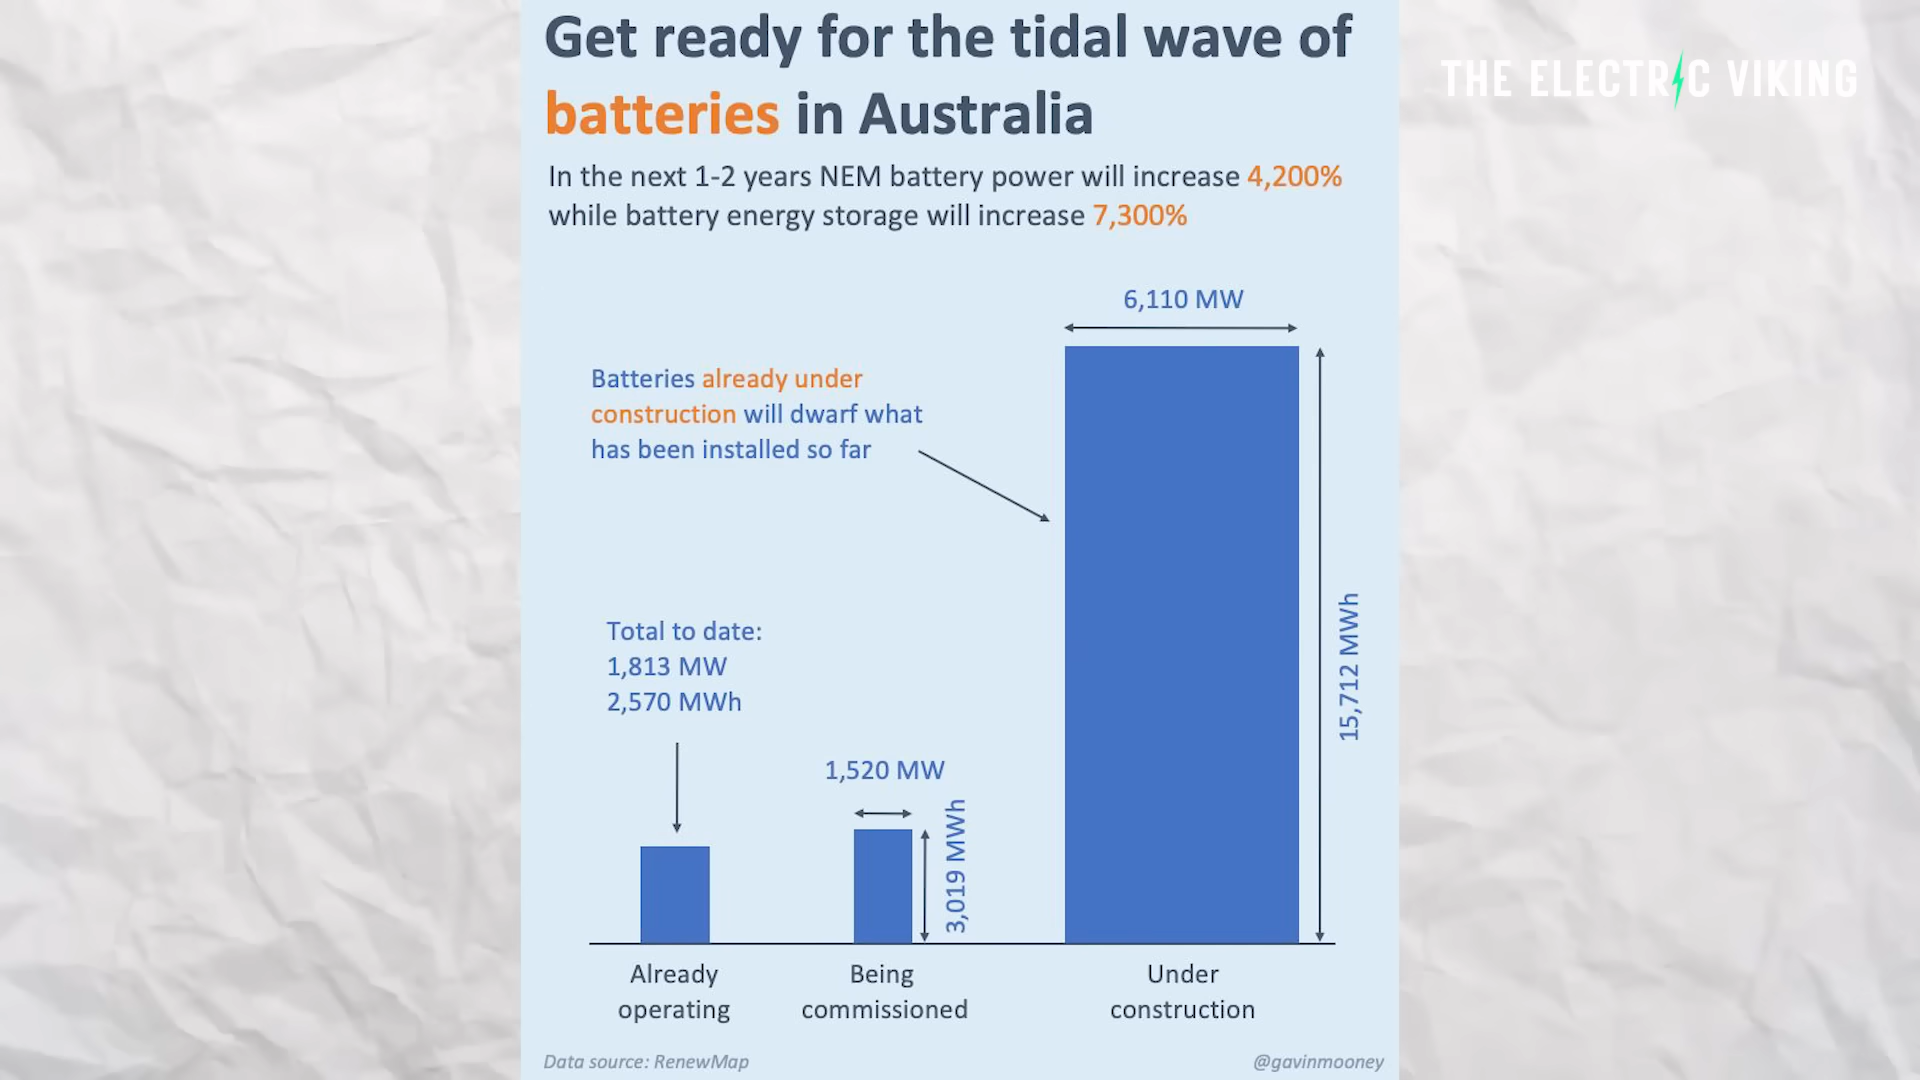 Get ready for the tidal wave of
batteries in Australia
THE ELECTRIC VIKING
In the next 1-2 years NEM battery power will increase 4,200%
while battery energy storage will increase 7,300%
6,110 MW
Batteries already under
construction will dwarf what
has been installed so far
15,712 MWh
Total to date:
1,813 MW
2,570 MWh
1,520 MW
3,019 MWh
Already
operating
Being
commissioned
Under
construction
Data source: RenewMap
@gavinmooney